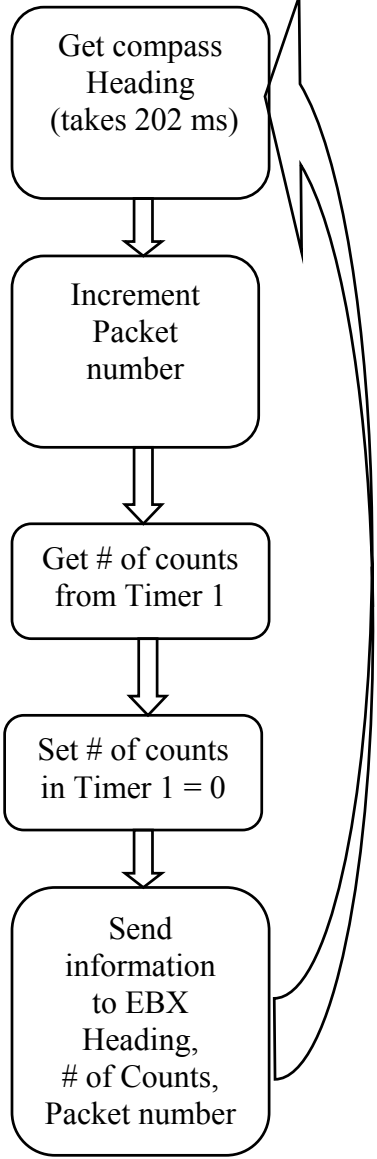 Get compass
Heading
(takes 202 ms)
Increment
Packet
number
Get # of counts
from Timer 1
Set # of counts
in Timer 1 = 0
Send
information
to EBX
Heading,
# of Counts,
Packet number